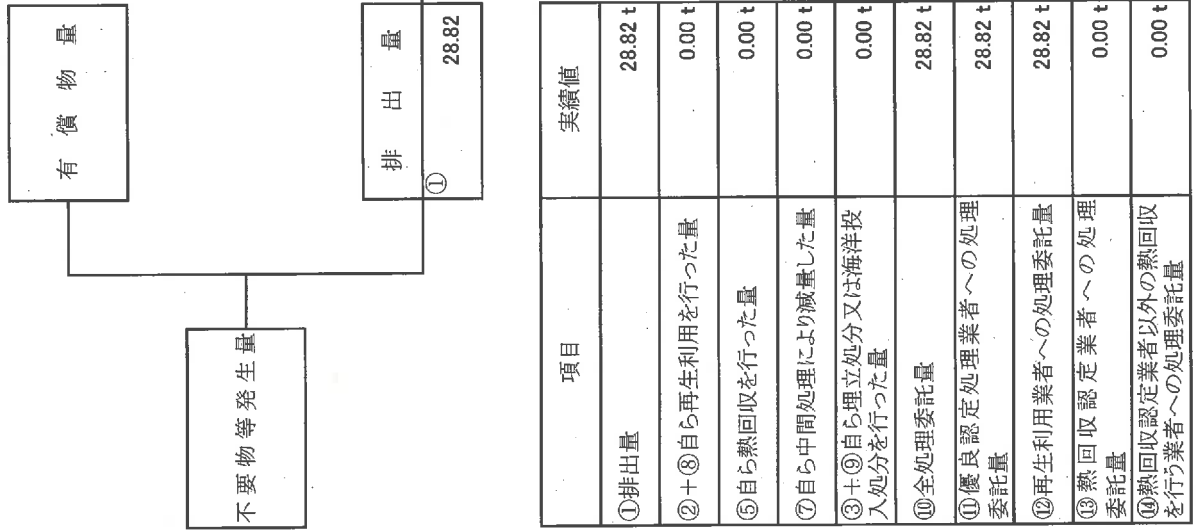 有償物量
不要物等発生量
排出量
①
28.82
項目
実績値
①排出量
28.82 t
②+⑧自ら再生利用を行った量
0.00 t
⑤自ら熱回収を行った量
0.00 t
⑦自ら中間処理により減量した量
0.00 t
③+⑨自ら埋立処分又は海洋投
入処分を行った量
0.00 t
⑩全処理委託量
28.82 t
⑪優良認定処理業者への処理
委託量
28.82 t
⑫再生利用業者への処理委託量
28.82 t
⑬熱回収認定業者への処理
委託量
0.00 t
⑭熱回収認定業者以外の熱回収
を行う業者への処理委託量
0.00 t